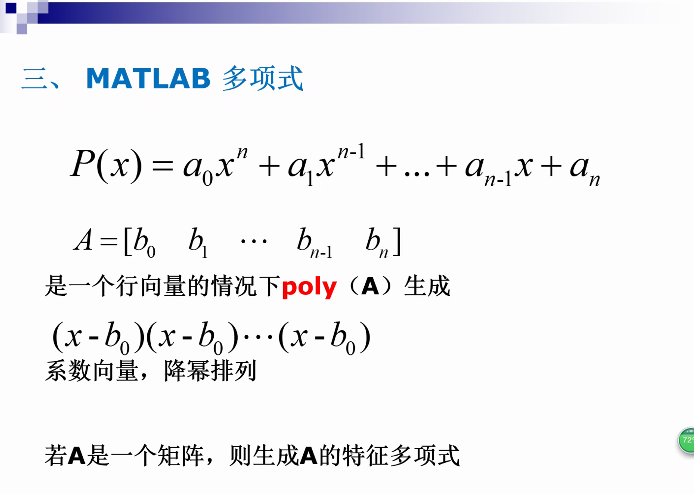 三、 MATLAB 多项式
P(x) = a₀xⁿ + a₁xⁿ⁻¹ + ... + aₙ₋₁x + aₙ
A = [b₀ b₁ ⋯ bₙ₋₁ bₙ]
是一个行向量的情况下poly（A）生成
(x - b₀)(x - b₀)⋯(x - b₀)
系数向量，降幂排列
若A是一个矩阵，则生成A的特征多项式